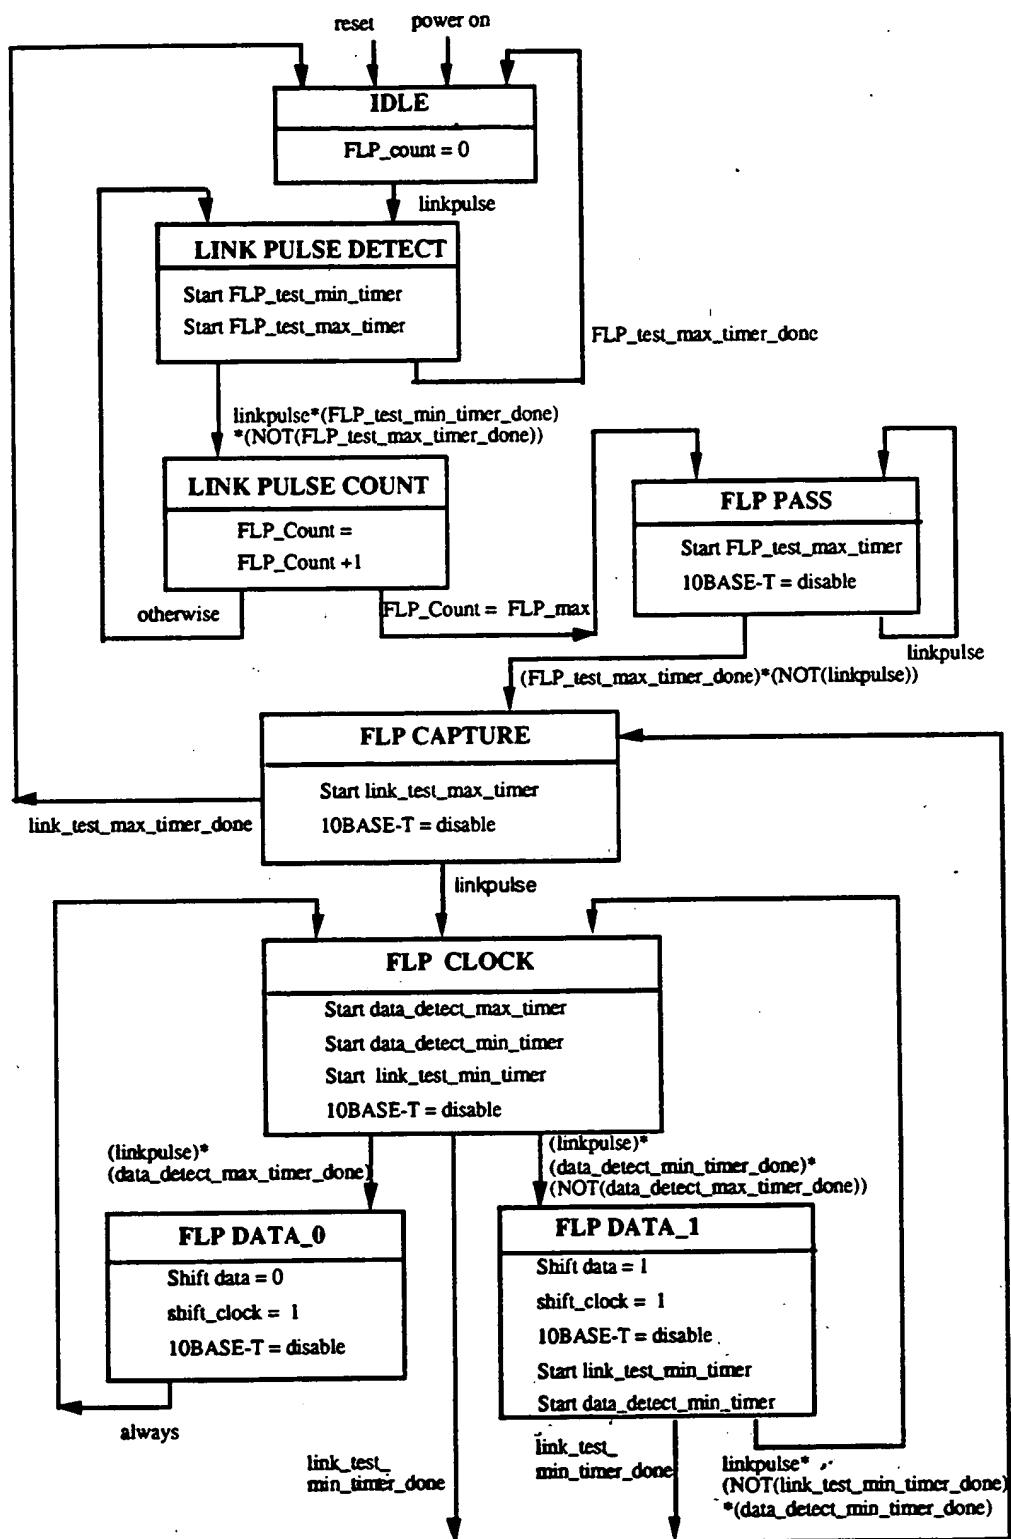 reset
power on
IDLE
FLP_count = 0
linkpulse
LINK PULSE DETECT
Start FLP_test_min_timer
Start FLP_test_max_timer
FLP_test_max_timer_done
linkpulse*(FLP_test_min_timer_done)
*(NOT(FLP_test_max_timer_done))
LINK PULSE COUNT
FLP_Count =
FLP_Count +1
otherwise
FLP_Count = FLP_max
FLP PASS
Start FLP_test_max_timer
10BASE-T = disable
linkpulse
(FLP_test_max_timer_done)*(NOT(linkpulse))
FLP CAPTURE
Start link_test_max_timer
10BASE-T = disable
link_test_max_timer_done
linkpulse
FLP CLOCK
Start data_detect_max_timer
Start data_detect_min_timer
Start link_test_min_timer
10BASE-T = disable
(linkpulse)*
(data_detect_max_timer_done)
(linkpulse)*
(data_detect_min_timer_done)*
(NOT(data_detect_max_timer_done))
FLP DATA_0
Shift data = 0
shift_clock = 1
10BASE-T = disable
always
FLP DATA_1
Shift data = 1
shift_clock = 1
10BASE-T = disable
Start link_test_min_timer
Start data_detect_min_timer
link_test_
min_timer_done
link_test_
min_timer_done
linkpulse*
(NOT(link_test_min_timer_done)
*(data_detect_min_timer_done)